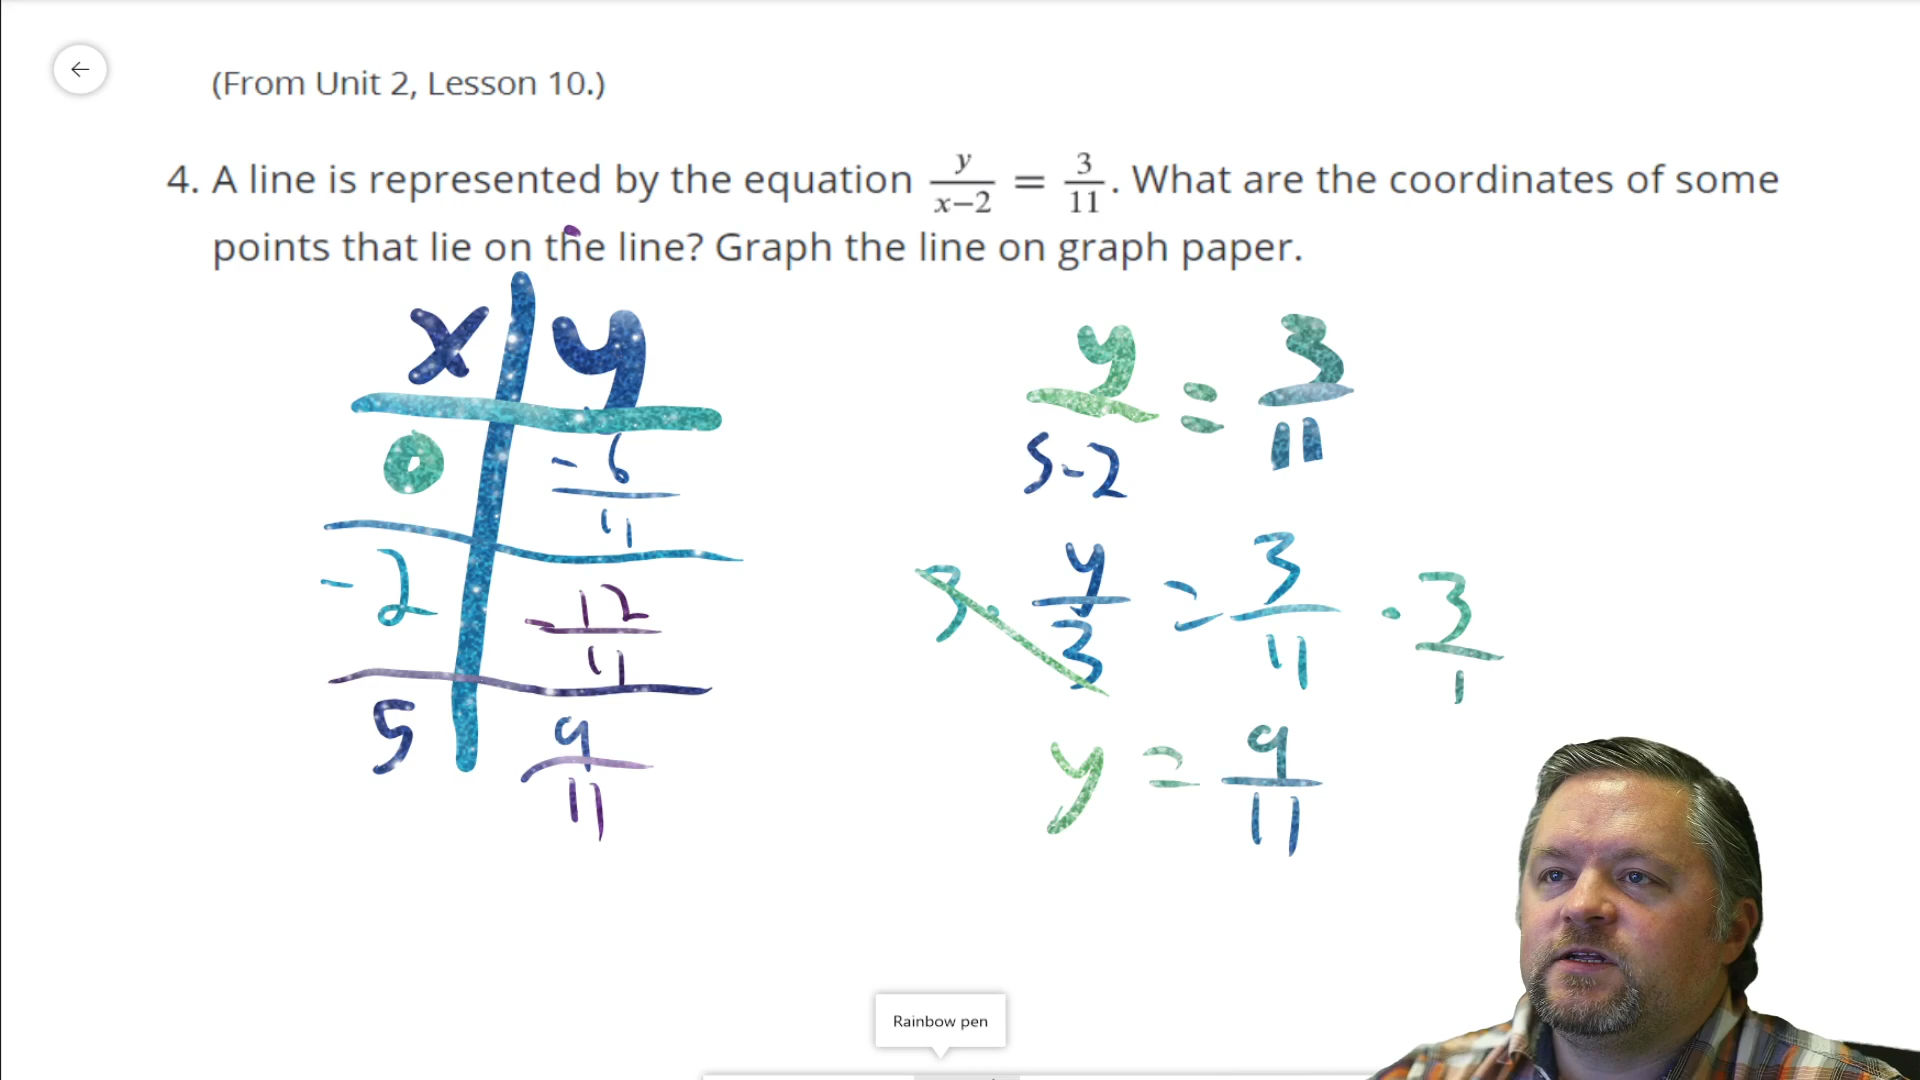 (From Unit 2, Lesson 10.)
4. A line is represented by the equation y/(x−2) = 3/11. What are the coordinates of some
points that lie on the line? Graph the line on graph paper.
x | y
0 | -6/11
-2 | -12/11
5 | 9/11
y/(5-2) = 3/11
3 · y/3 = 3/11 · 3/1
y = 9/11
Rainbow pen